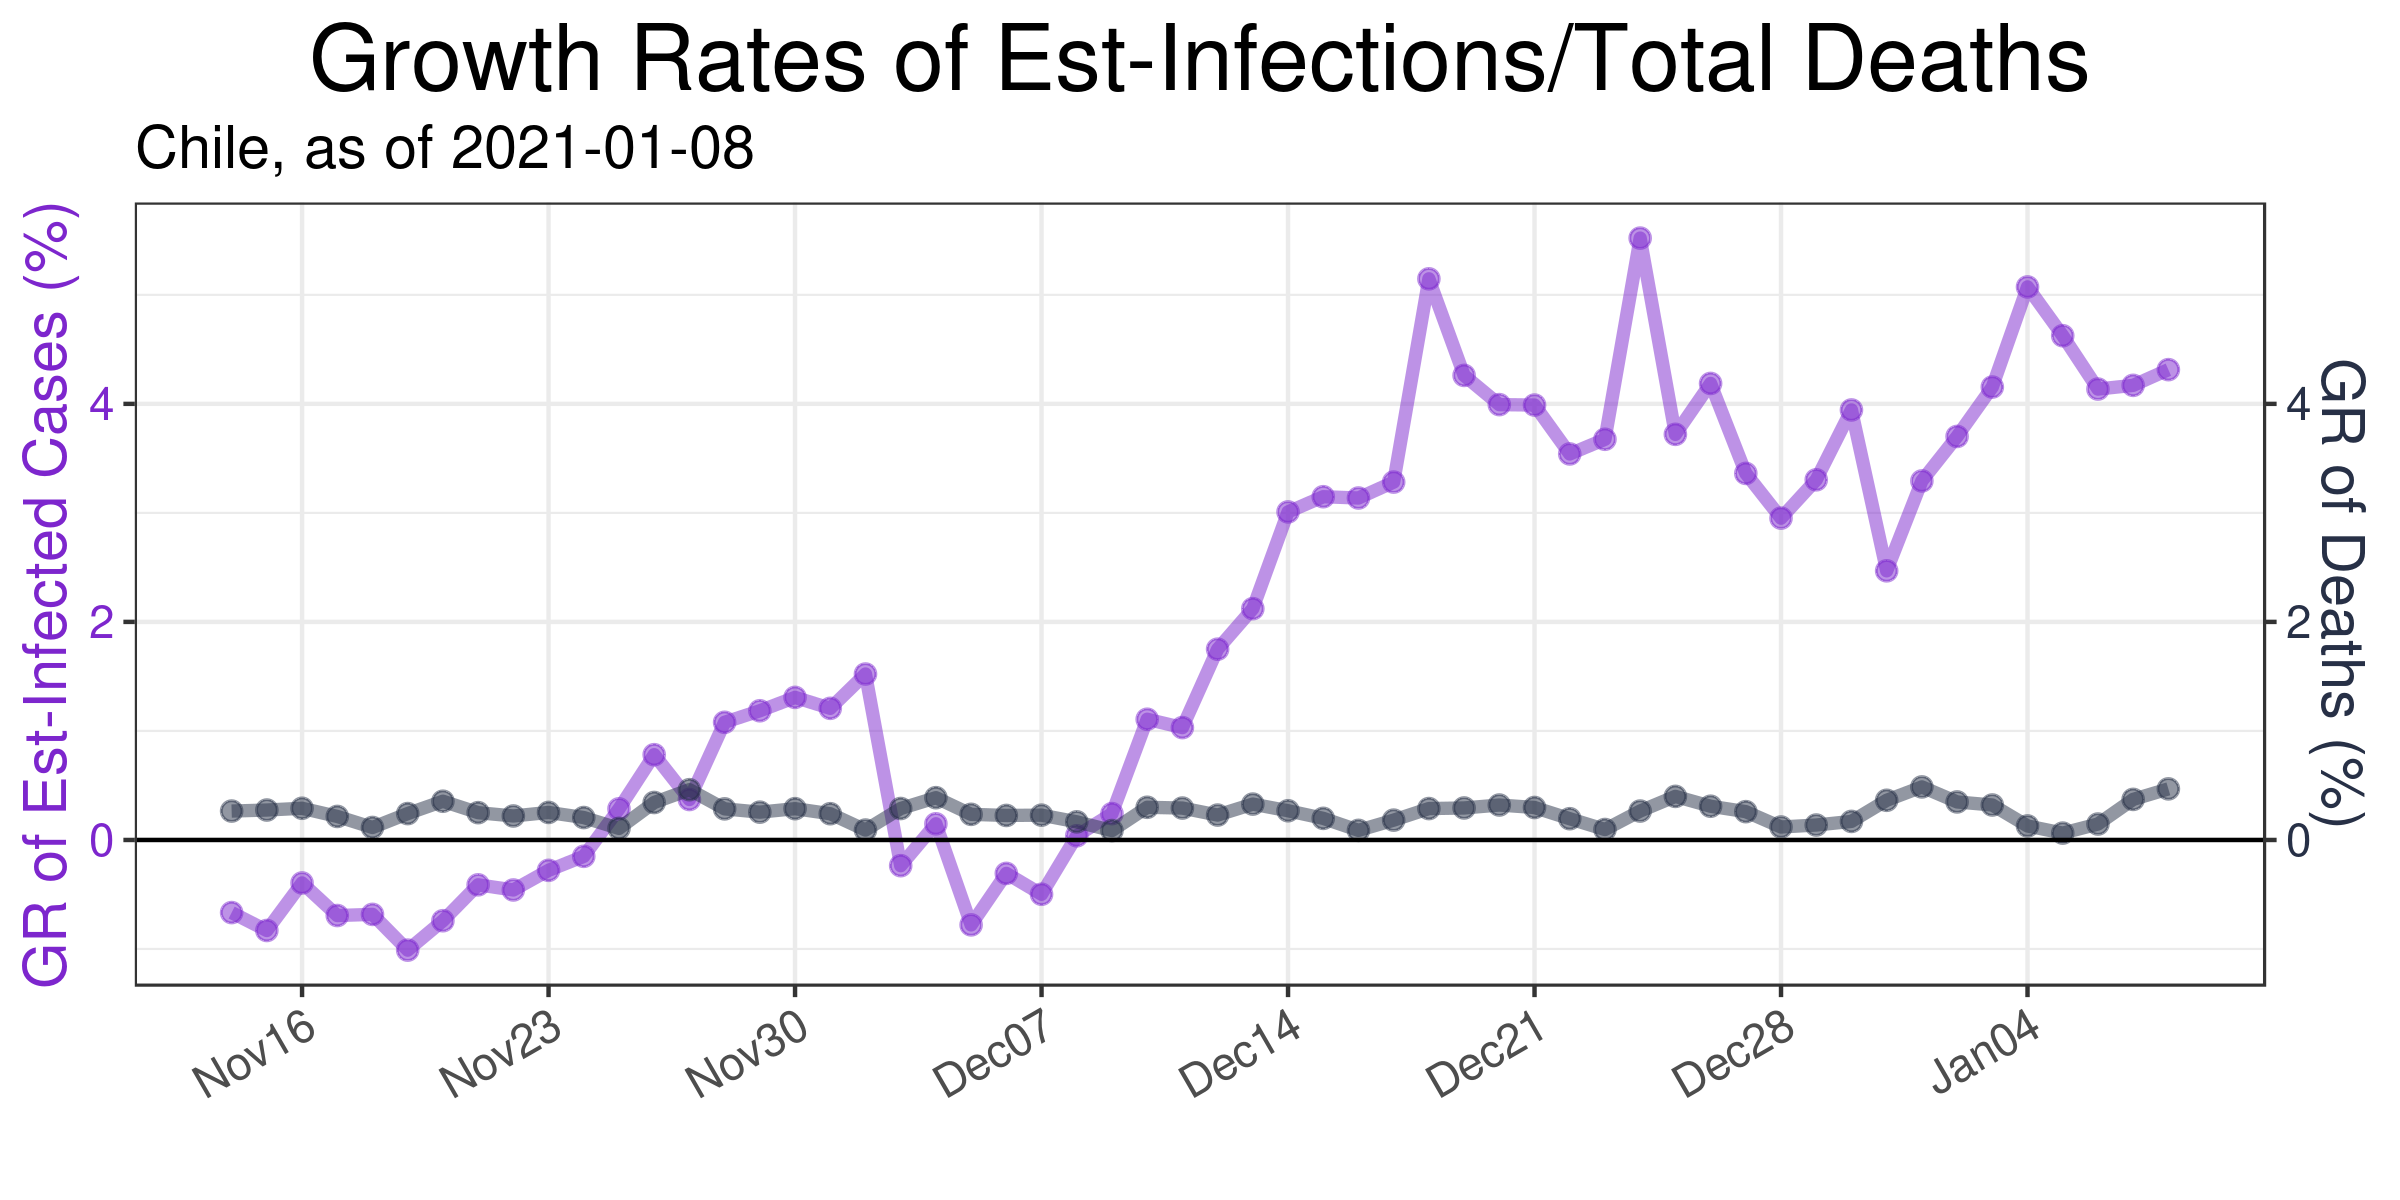 Growth Rates of Est-Infections/Total Deaths
Chile, as of 2021-01-08
GR of Est-Infected Cases (%)
4
2
0
4
2
0
GR of Deaths (%)
Nov16
Nov23
Nov30
Dec07
Dec14
Dec21
Dec28
Jan04